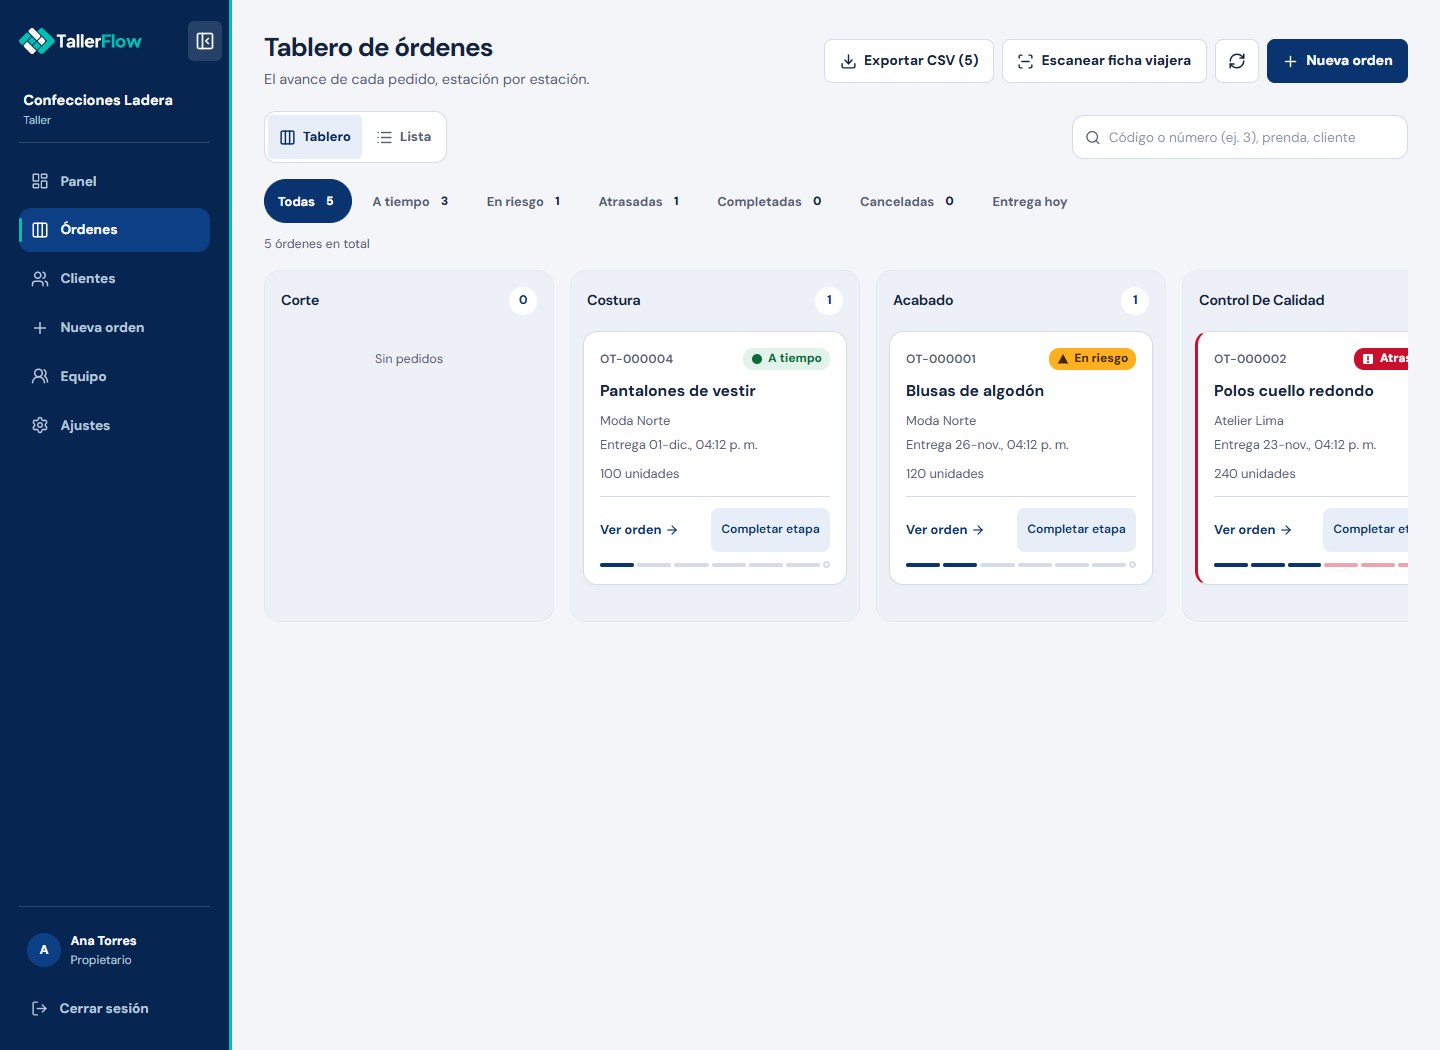 TallerFlow
Confecciones Ladera
Taller
Panel
Órdenes
Clientes
Nueva orden
Equipo
Ajustes
A
Ana Torres
Propietario
Cerrar sesión
Tablero de órdenes
El avance de cada pedido, estación por estación.
Exportar CSV (5)
Escanear ficha viajera
Nueva orden
Tablero
Lista
Código o número (ej. 3), prenda, cliente
Todas 5
A tiempo 3
En riesgo 1
Atrasadas 1
Completadas 0
Canceladas 0
Entrega hoy
5 órdenes en total
Corte 0
Sin pedidos
Costura 1
OT-000004 A tiempo
Pantalones de vestir
Moda Norte
Entrega 01-dic., 04:12 p. m.
100 unidades
Ver orden → Completar etapa
Acabado 1
OT-000001 En riesgo
Blusas de algodón
Moda Norte
Entrega 26-nov., 04:12 p. m.
120 unidades
Ver orden → Completar etapa
Control De Calidad
OT-000002 Atras
Polos cuello redondo
Atelier Lima
Entrega 23-nov., 04:12 p. m.
240 unidades
Ver orden → Completar et